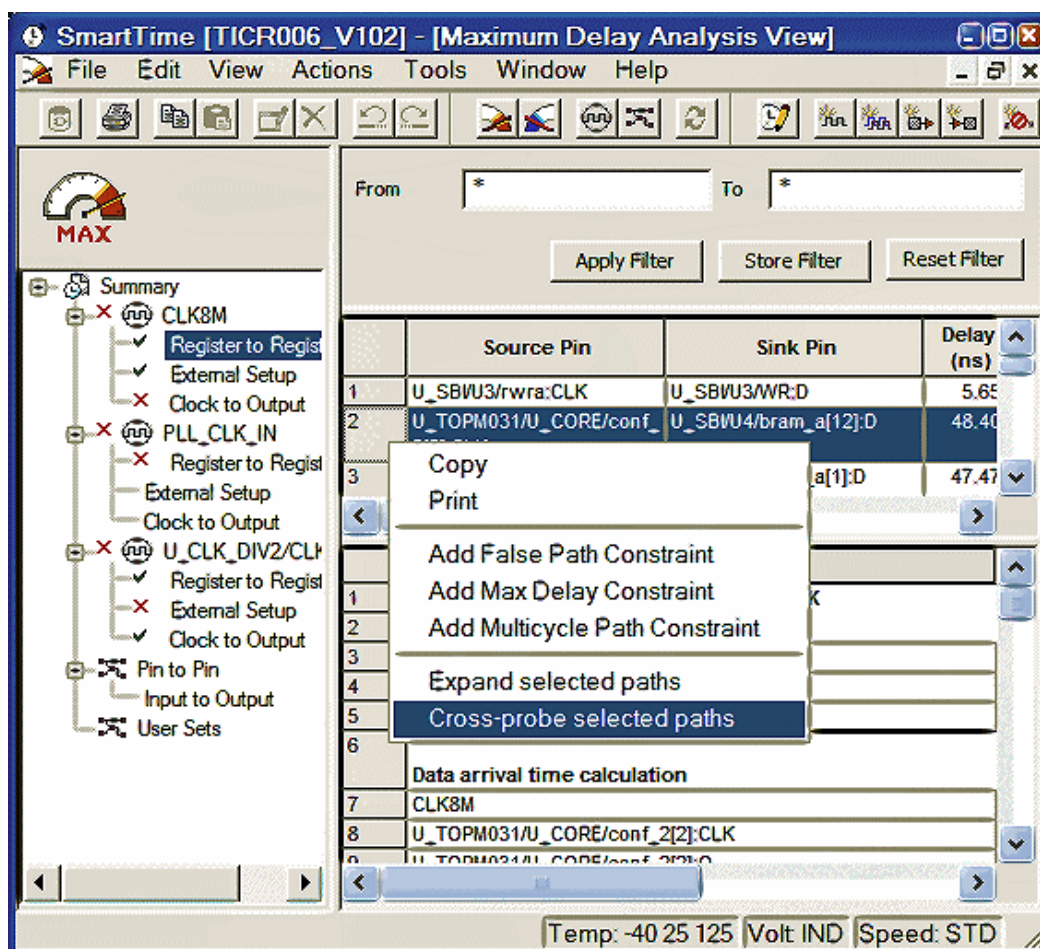 SmartTime [TICR006_V102] - [Maximum Delay Analysis View]
File Edit View Actions Tools Window Help
MAX
From * To *
Apply Filter Store Filter Reset Filter
Summary
CLK8M
Register to Regist
External Setup
Clock to Output
PLL_CLK_IN
Register to Regist
External Setup
Clock to Output
U_CLK_DIV2/CLK
Register to Regist
External Setup
Clock to Output
Pin to Pin
Input to Output
User Sets
Source Pin Sink Pin Delay (ns)
1 U_SBI/U3/rwra:CLK U_SBI/U3/WR:D 5.65
2 U_TOPM031/U_CORE/conf_ U_SBI/U4/bram_a[12]:D 48.40
3 _a[1]:D 47.47
Copy
Print
Add False Path Constraint
Add Max Delay Constraint
Add Multicycle Path Constraint
Expand selected paths
Cross-probe selected paths
1
2
3
4
5
6
Data arrival time calculation
7 CLK8M
8 U_TOPM031/U_CORE/conf_2[2]:CLK
9 U_TOPM031/U_CORE/conf_2[2]:Q
Temp: -40 25 125 Volt IND Speed: STD